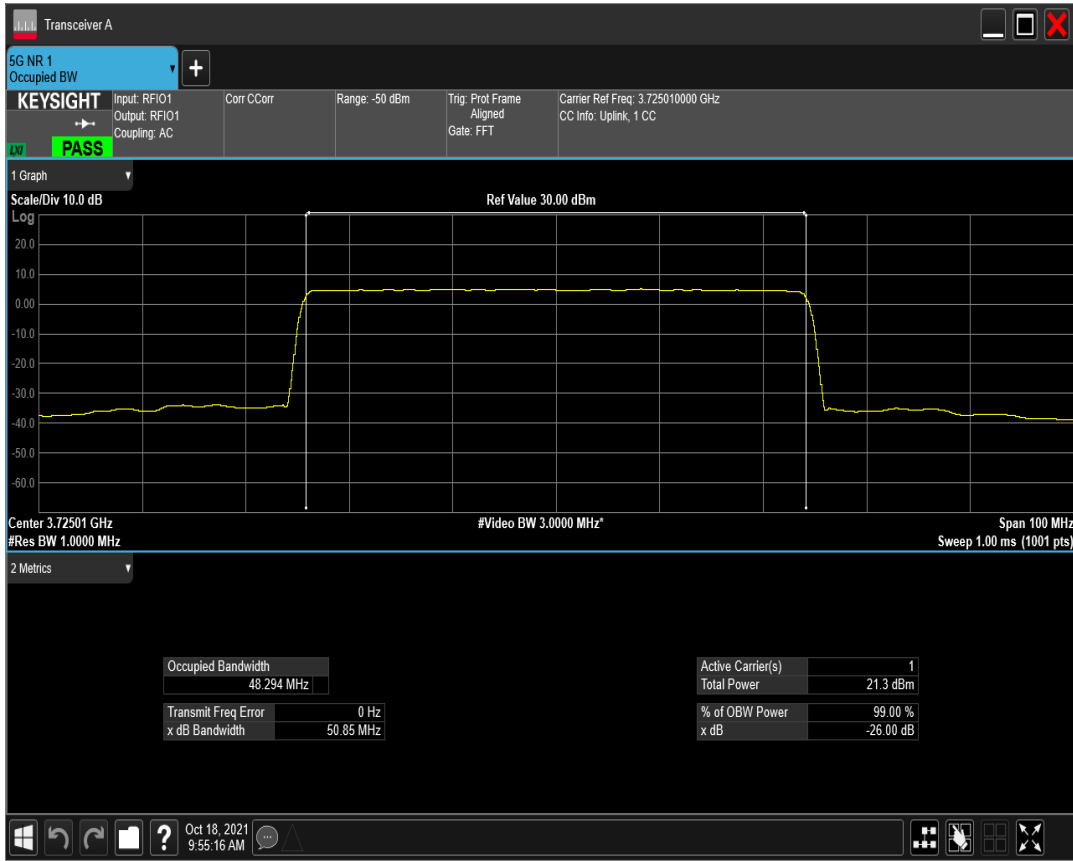 Transceiver A
5G NR 1
Occupied BW
KEYSIGHT
Input: RFIO1
Output: RFIO1
Coupling: AC
Corr CCorr
Range: -50 dBm
Trig: Prot Frame
Aligned
Gate: FFT
Carrier Ref Freq: 3.725010000 GHz
CC Info: Uplink, 1 CC
LXI
PASS
1 Graph
Scale/Div 10.0 dB
Ref Value 30.00 dBm
Log
20.0
10.0
0.00
-10.0
-20.0
-30.0
-40.0
-50.0
-60.0
Center 3.72501 GHz
#Video BW 3.0000 MHz*
Span 100 MHz
#Res BW 1.0000 MHz
Sweep 1.00 ms (1001 pts)
2 Metrics
Occupied Bandwidth
48.294 MHz
Transmit Freq Error 0 Hz
x dB Bandwidth 50.85 MHz
Active Carrier(s) 1
Total Power 21.3 dBm
% of OBW Power 99.00 %
x dB -26.00 dB
?
Oct 18, 2021
9:55:16 AM